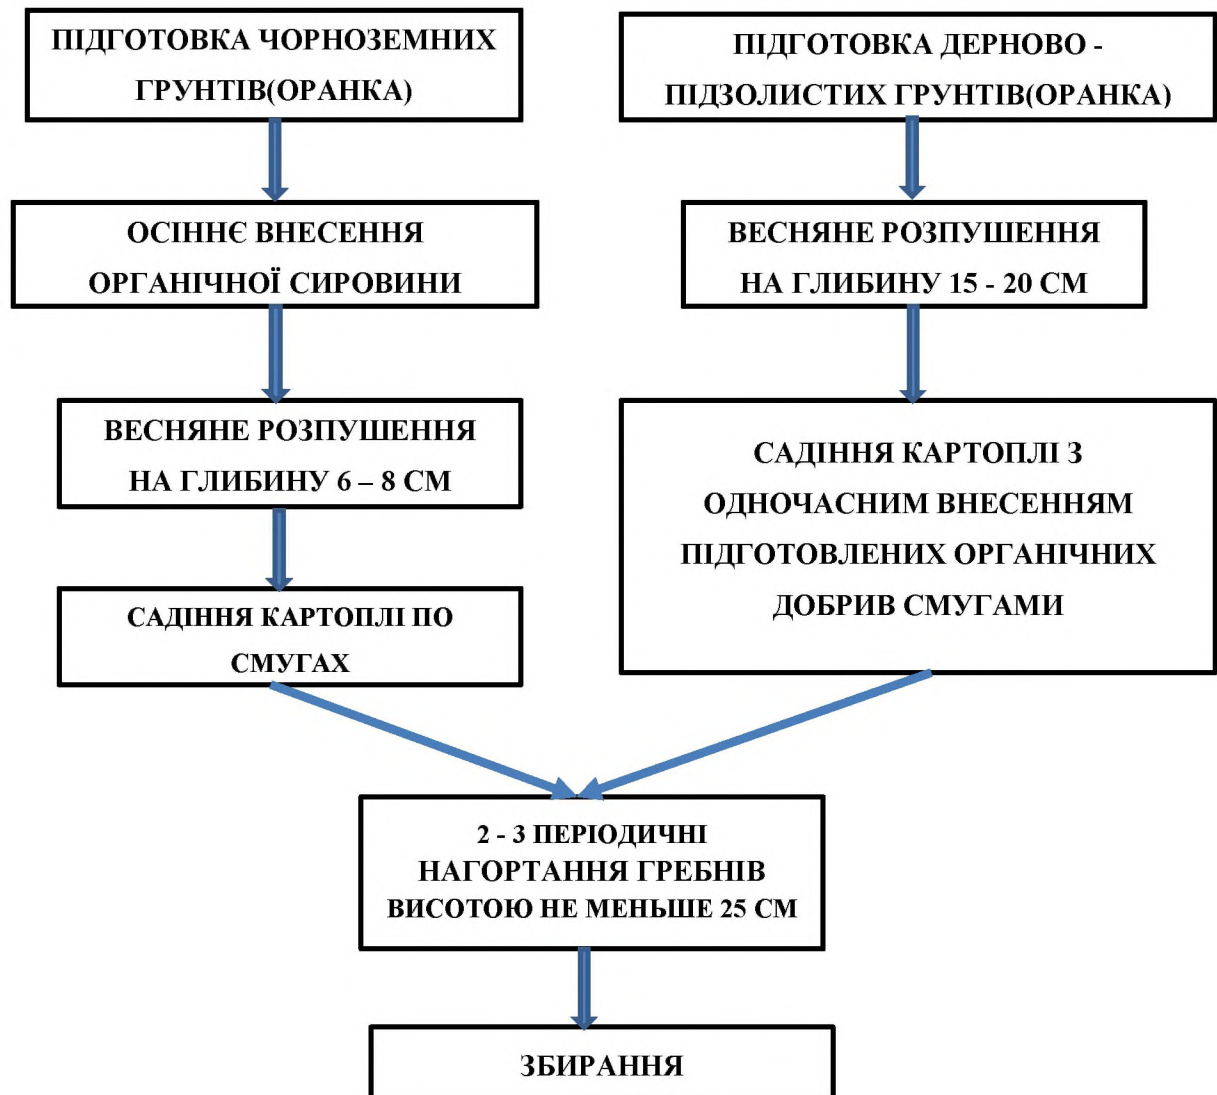 ПІДГОТОВКА ЧОРНОЗЕМНИХ
ГРУНТІВ(ОРАНКА)
ОСІННЄ ВНЕСЕННЯ
ОРГАНІЧНОЇ СИРОВИНИ
ВЕСНЯНЕ РОЗПУШЕННЯ
НА ГЛИБИНУ 6 – 8 СМ
САДІННЯ КАРТОПЛІ ПО
СМУГАХ
ПІДГОТОВКА ДЕРНОВО -
ПІДЗОЛИСТИХ ГРУНТІВ(ОРАНКА)
ВЕСНЯНЕ РОЗПУШЕННЯ
НА ГЛИБИНУ 15 - 20 СМ
САДІННЯ КАРТОПЛІ З
ОДНОЧАСНИМ ВНЕСЕННЯМ
ПІДГОТОВЛЕНИХ ОРГАНІЧНИХ
ДОБРИВ СМУГАМИ
2 - 3 ПЕРІОДИЧНІ
НАГОРТАННЯ ГРЕБНІВ
ВИСОТОЮ НЕ МЕНЬШЕ 25 СМ
ЗБИРАННЯ